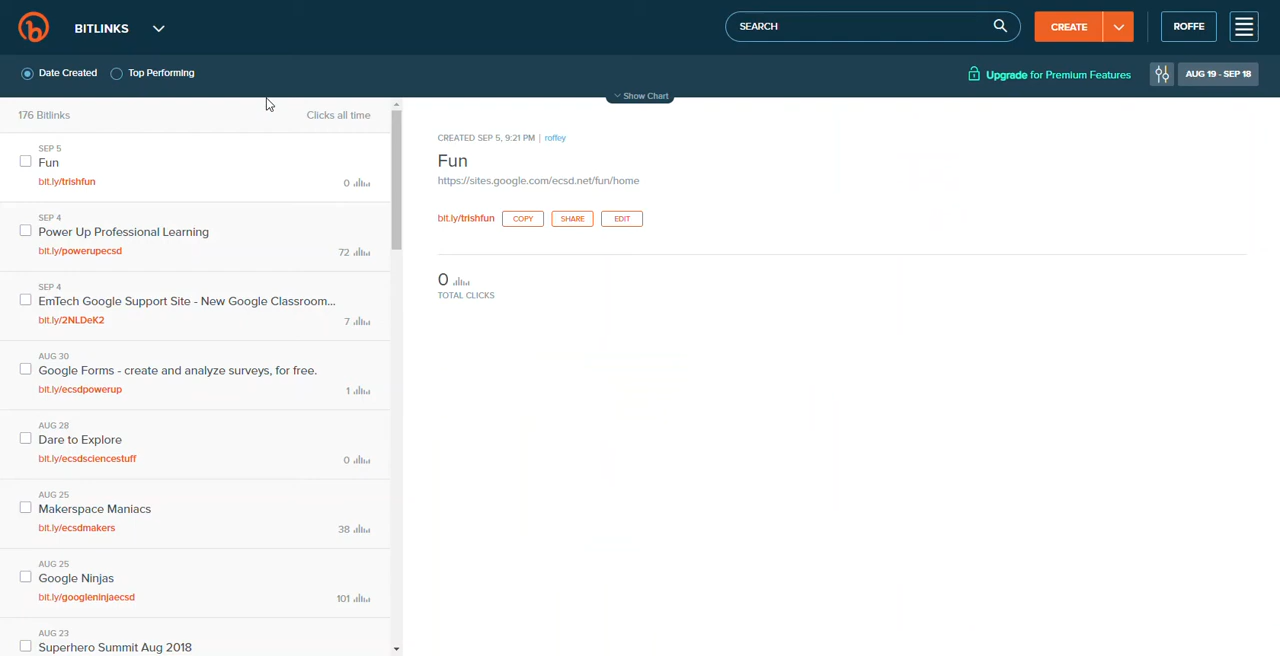 BITLINKS
SEARCH
CREATE
ROFFE
Date Created
Top Performing
Upgrade for Premium Features
AUG 19 - SEP 18
Show Chart
176 Bitlinks
Clicks all time
SEP 5
Fun
bit.ly/trishfun
0
SEP 4
Power Up Professional Learning
bit.ly/powerupecsd
72
SEP 4
EmTech Google Support Site - New Google Classroom...
bit.ly/2NLDeK2
7
AUG 30
Google Forms - create and analyze surveys, for free.
bit.ly/ecsdpowerup
1
AUG 28
Dare to Explore
bit.ly/ecsdsciencestuff
0
AUG 25
Makerspace Maniacs
bit.ly/ecsdmakers
38
AUG 25
Google Ninjas
bit.ly/googleninjaecsd
101
AUG 23
Superhero Summit Aug 2018
CREATED SEP 5, 9:21 PM | roffey
Fun
https://sites.google.com/ecsd.net/fun/home
bit.ly/trishfun COPY SHARE EDIT
0
TOTAL CLICKS